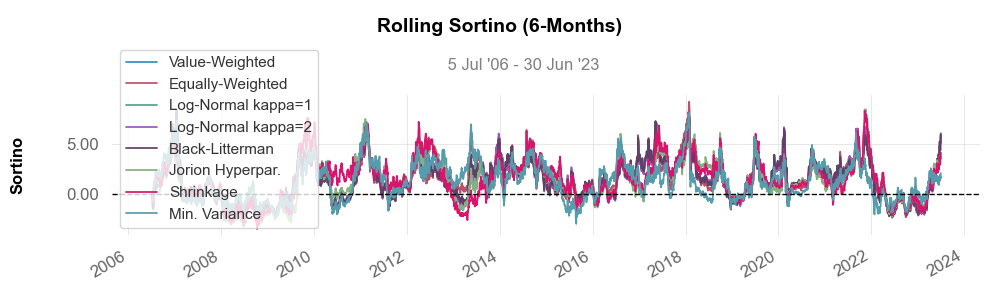 Rolling Sortino (6-Months)
5 Jul '06 - 30 Jun '23
Value-Weighted
Equally-Weighted
Log-Normal kappa=1
Log-Normal kappa=2
Black-Litterman
Jorion Hyperpar.
Shrinkage
Min. Variance
Sortino
5.00
0.00
2006 2008 2010 2012 2014 2016 2018 2020 2022 2024